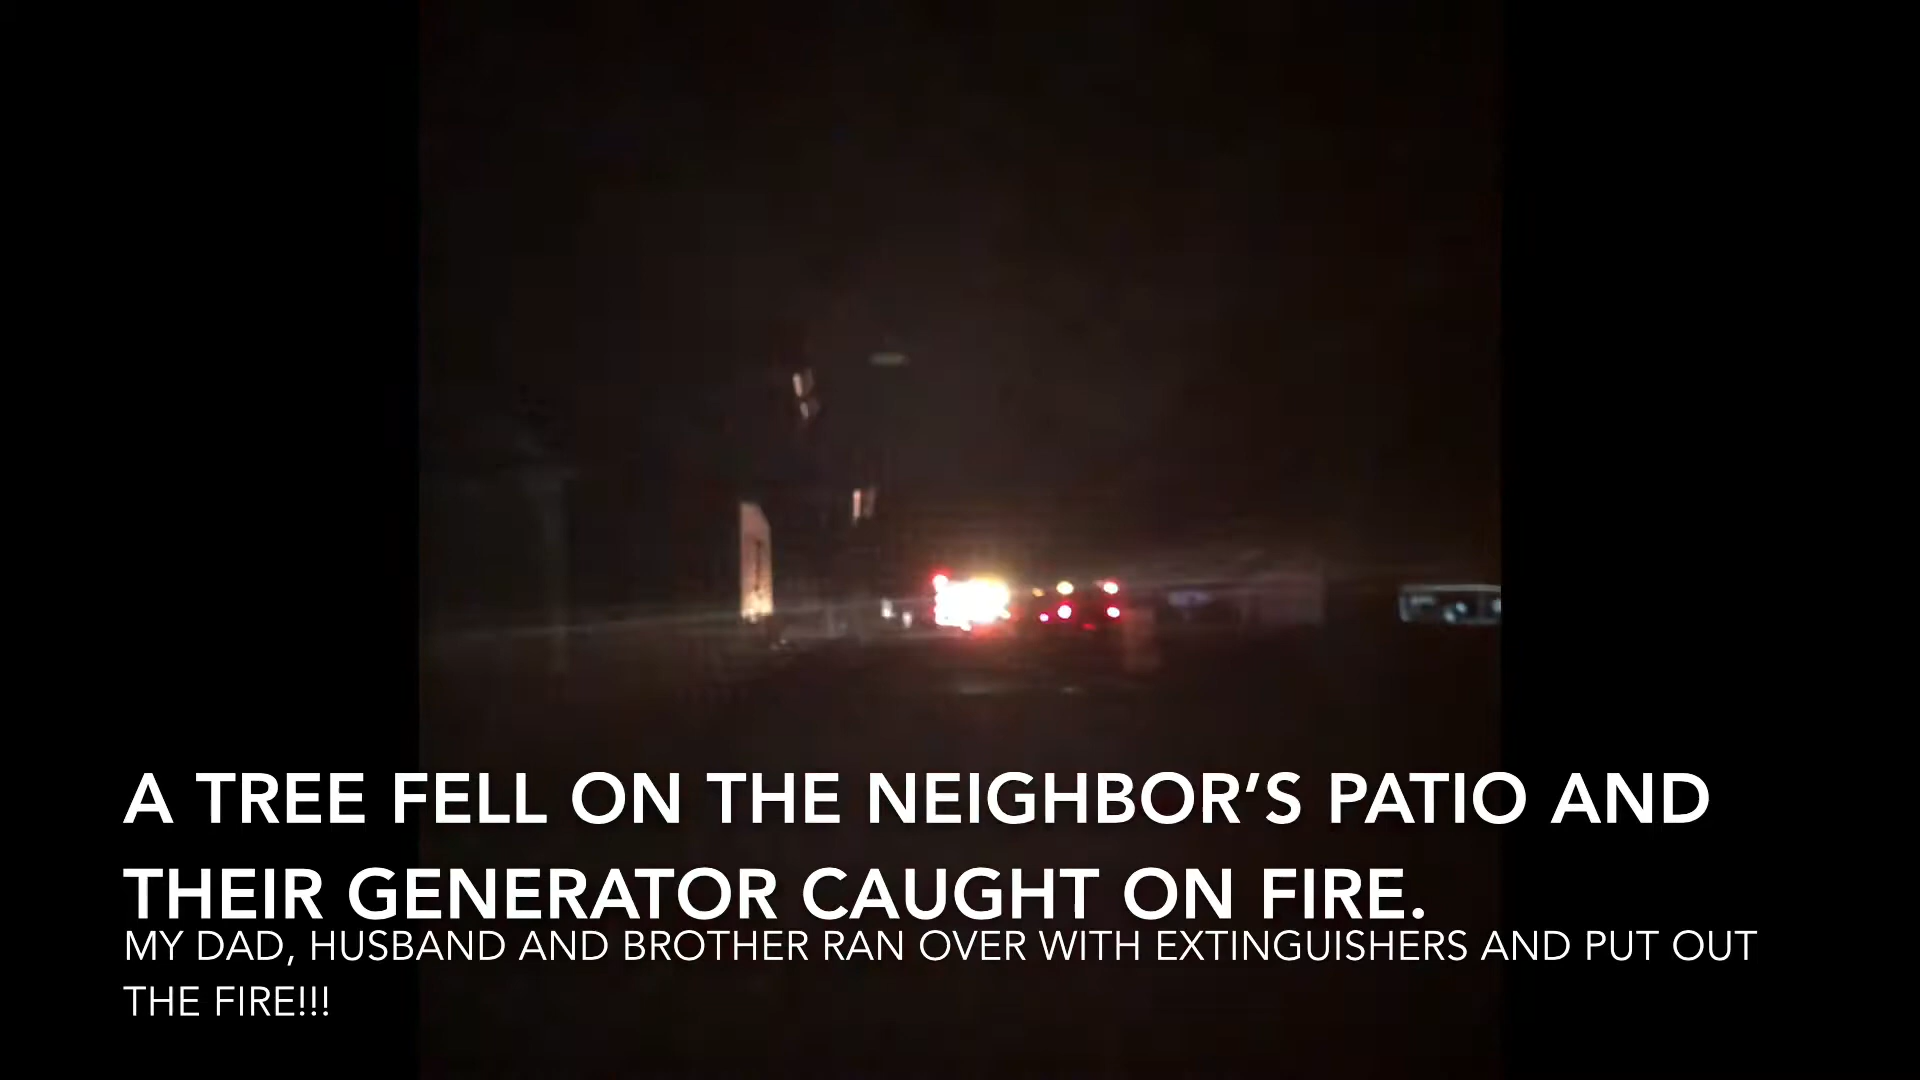 A TREE FELL ON THE NEIGHBOR’S PATIO AND
THEIR GENERATOR CAUGHT ON FIRE.
MY DAD, HUSBAND AND BROTHER RAN OVER WITH EXTINGUISHERS AND PUT OUT
THE FIRE!!!